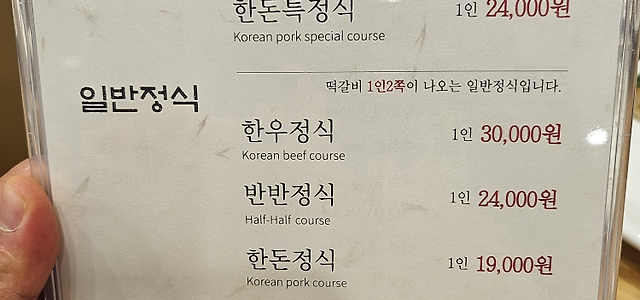 한돈특정식 1인 24,000원
Korean pork special course
떡갈비 1인2쪽이 나오는 일반정식입니다.
일반정식
한우정식 1인 30,000원
Korean beef course
반반정식 1인 24,000원
Half-Half course
한돈정식 1인 19,000원
Korean pork course